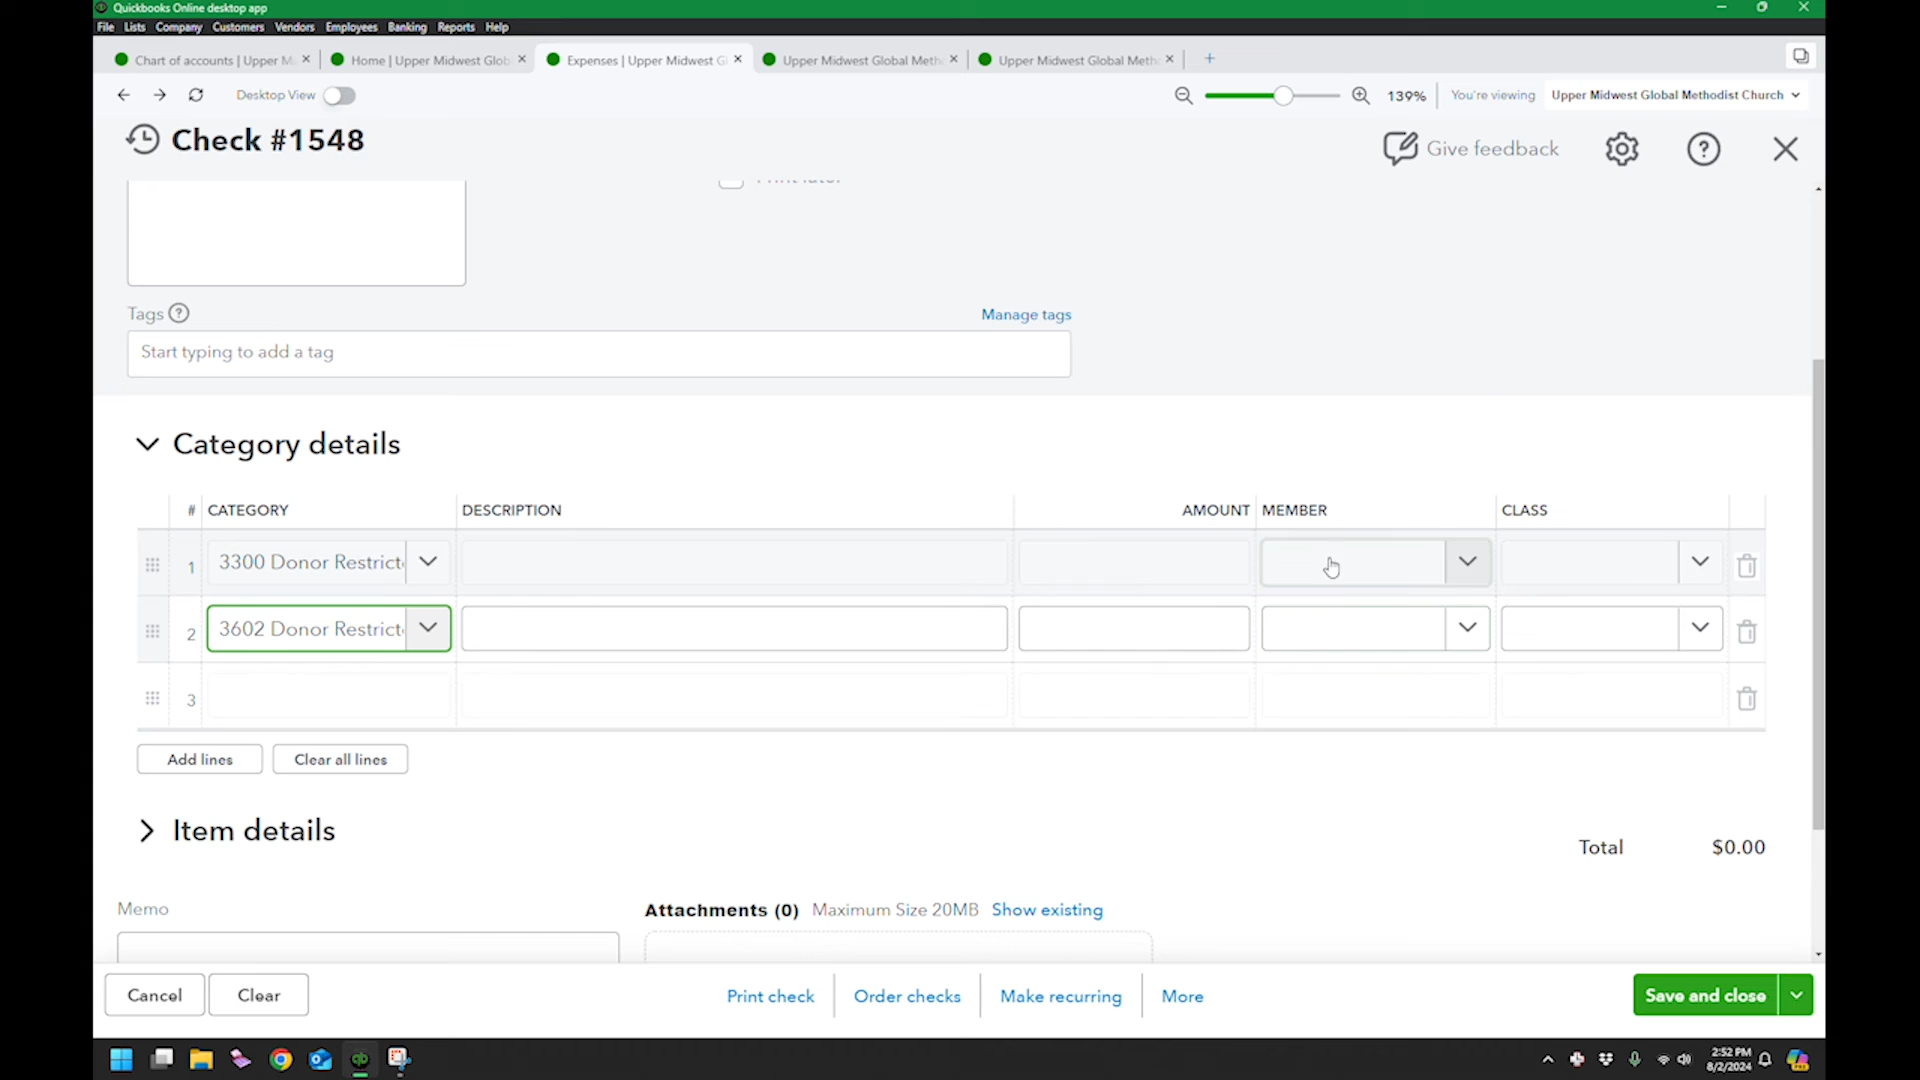 Quickbooks Online desktop app
File Lists Company Customers Vendors Employees Banking Reports Help
Chart of accounts | Upper M
Home | Upper Midwest Glob
Expenses | Upper Midwest G
Upper Midwest Global Meth
Upper Midwest Global Meth
Desktop View
139%
You're viewing
Upper Midwest Global Methodist Church
Check #1548
Give feedback
Print later
Tags
Manage tags
Start typing to add a tag
Category details
# CATEGORY DESCRIPTION AMOUNT MEMBER CLASS
1 3300 Donor Restrict
2 3602 Donor Restrict
3
Add lines Clear all lines
Item details
Total $0.00
Memo
Attachments (0) Maximum Size 20MB Show existing
Cancel Clear Print check Order checks Make recurring More Save and close
2:52 PM
8/2/2024